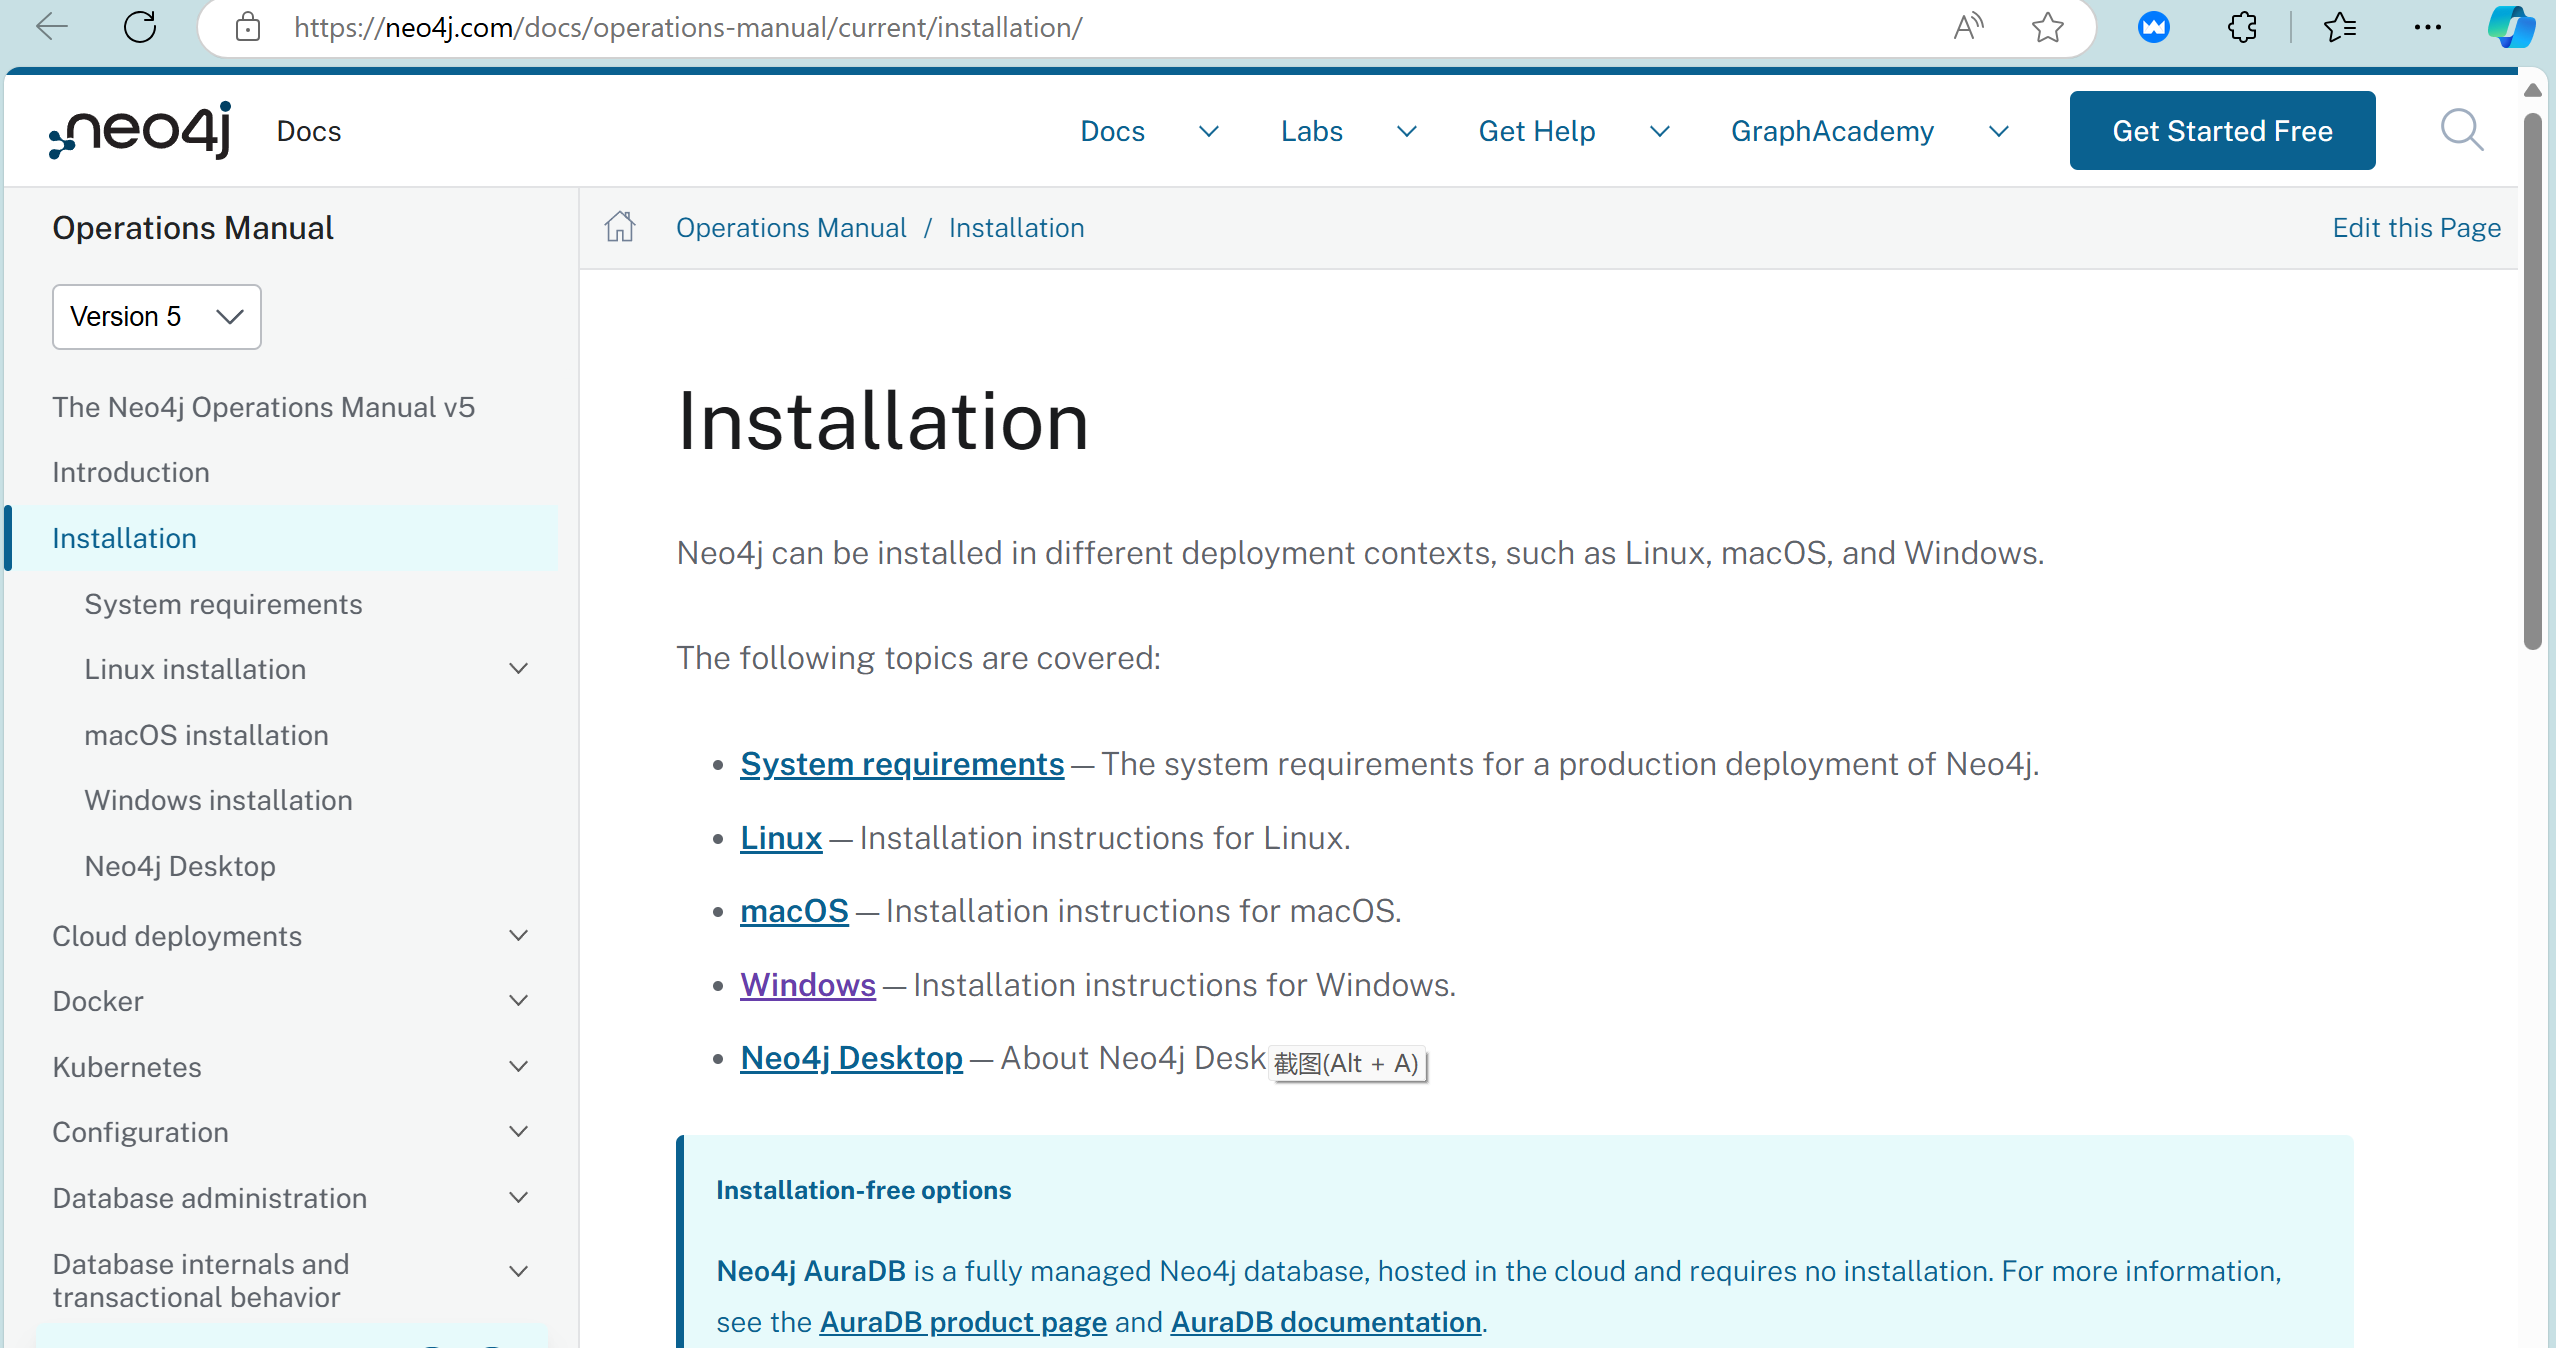 https://neo4j.com/docs/operations-manual/current/installation/
neo4j Docs
Docs
Labs
Get Help
GraphAcademy
Get Started Free
Operations Manual
Version 5
The Neo4j Operations Manual v5
Introduction
Installation
System requirements
Linux installation
macOS installation
Windows installation
Neo4j Desktop
Cloud deployments
Docker
Kubernetes
Configuration
Database administration
Database internals and
transactional behavior
Operations Manual / Installation
Edit this Page
Installation
Neo4j can be installed in different deployment contexts, such as Linux, macOS, and Windows.
The following topics are covered:
• System requirements — The system requirements for a production deployment of Neo4j.
• Linux — Installation instructions for Linux.
• macOS — Installation instructions for macOS.
• Windows — Installation instructions for Windows.
• Neo4j Desktop — About Neo4j Desk
截图(Alt + A)
Installation-free options
Neo4j AuraDB is a fully managed Neo4j database, hosted in the cloud and requires no installation. For more information,
see the AuraDB product page and AuraDB documentation.